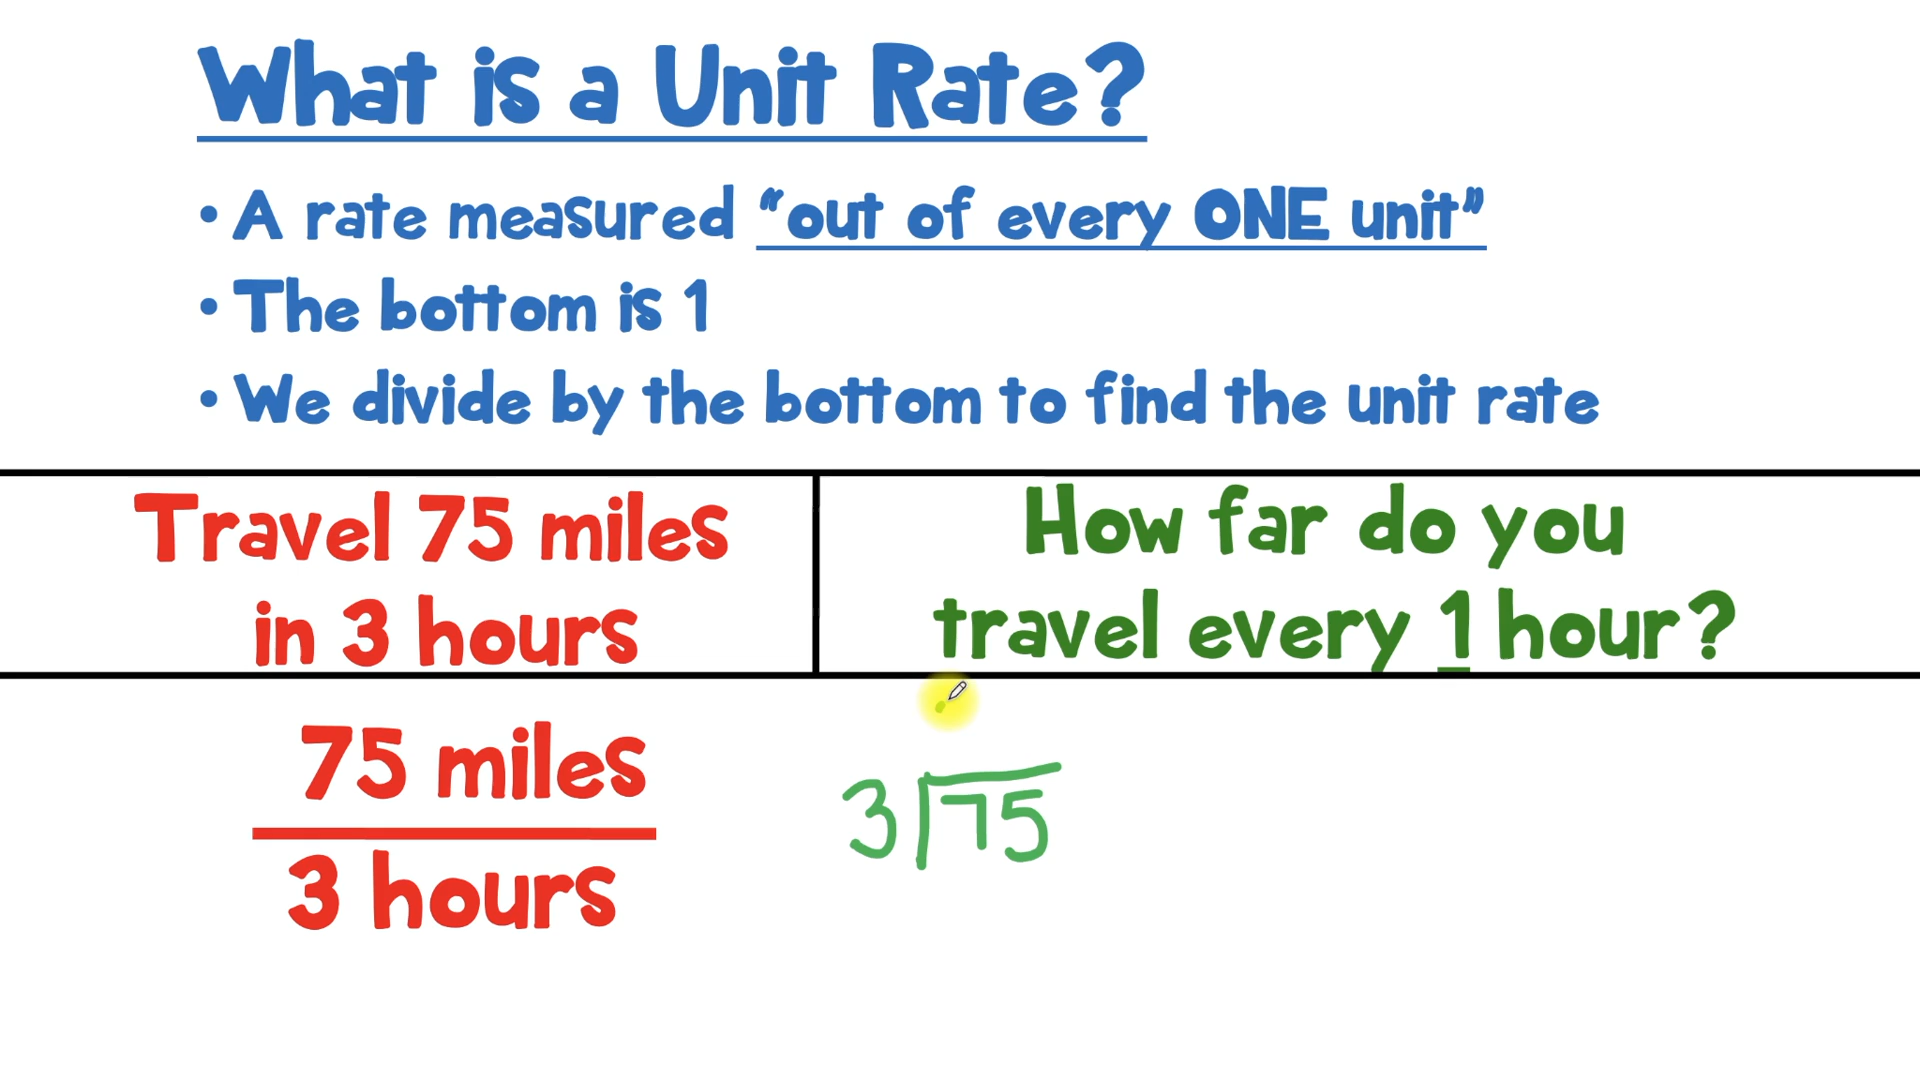 What is a Unit Rate?
• A rate measured “out of every ONE unit”
• The bottom is 1
• We divide by the bottom to find the unit rate
Travel 75 miles
in 3 hours
How far do you
travel every 1 hour?
75 miles
3 hours
3 75